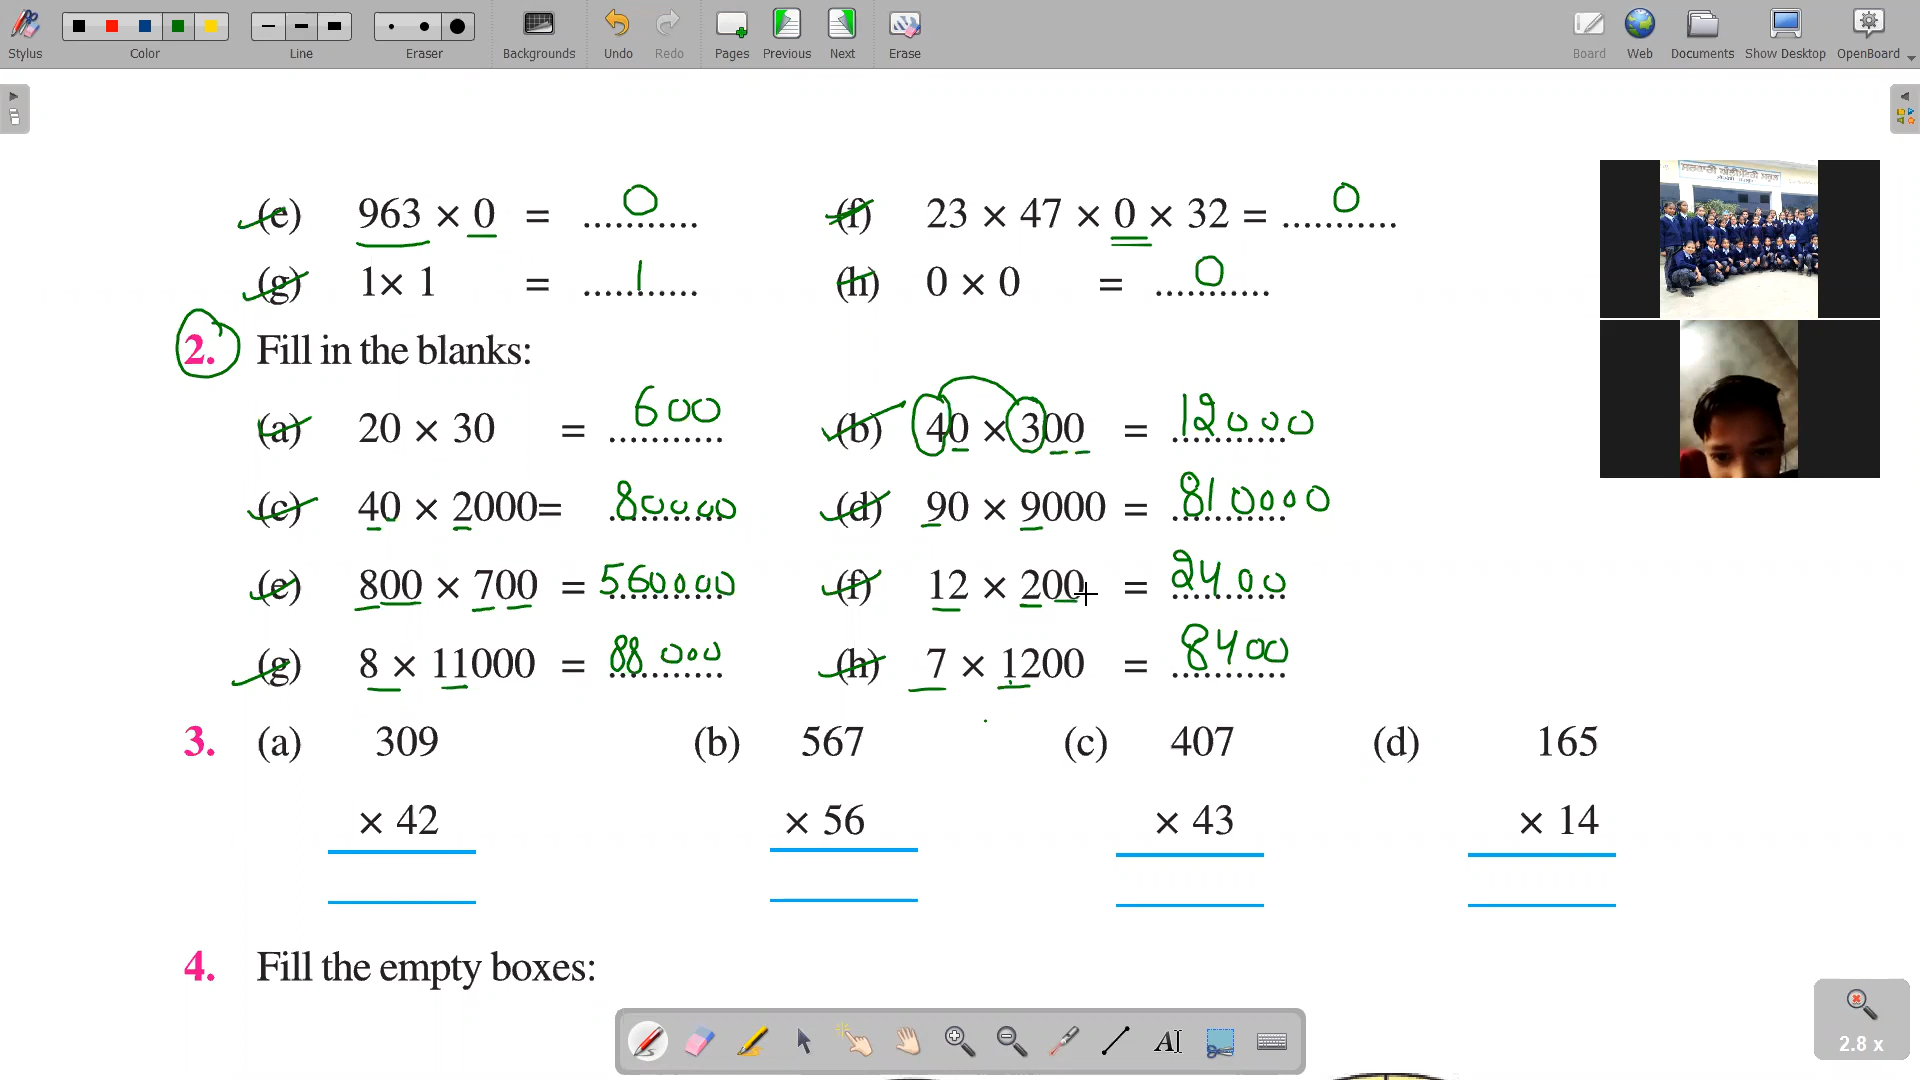 Stylus Color Line Eraser Backgrounds Undo Redo Pages Previous Next Erase Board Web Documents Show Desktop OpenBoard
(e) 963 × 0 = ........... 0 (f) 23 × 47 × 0 × 32 = ........... 0
(g) 1× 1 = ........... 1 (h) 0 × 0 = ........... 0
2. Fill in the blanks:
(a) 20 × 30 = ........... 600 (b) 40 × 300 = ........... 12000
(c) 40 × 2000= ........... 80000 (d) 90 × 9000 = ........... 810000
(e) 800 × 700 = ........... 560000 (f) 12 × 200 = ........... 2400
(g) 8 × 11000 = ........... 88000 (h) 7 × 1200 = ........... 8400
3. (a) 309 (b) 567 (c) 407 (d) 165
× 42 × 56 × 43 × 14
4. Fill the empty boxes:
2.8 x